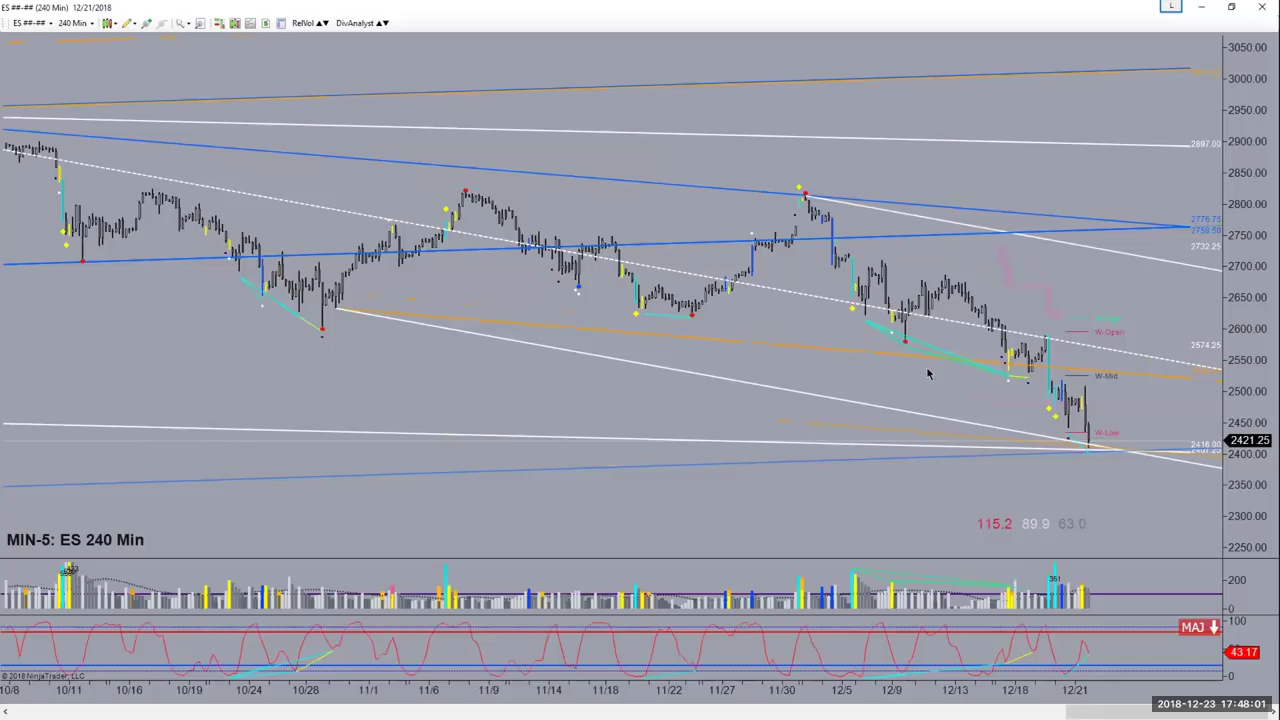 ES ##-## (240 Min)  12/21/2018
L
ES ##-## 240 Min RelVol ▲▼ DivAnalyst ▲▼
3050.00
3000.00
2950.00
2900.00
2897.00
2850.00
2800.00
2776.75
2758.50
2750.00
2732.25
2700.00
2650.00
W-Open
2600.00
2574.25
2550.00
W-Mid
2500.00
W-Low
2450.00
2421.25
2416.00
2400.00
2350.00
2300.00
115.2 89.9 63.0
MIN-5: ES 240 Min
2250.00
351
200
0
100
MAJ
43.17
0
© 2018 NinjaTrader, LLC
10/8 10/11 10/16 10/19 10/24 10/28 11/1 11/6 11/9 11/14 11/18 11/22 11/27 11/30 12/5 12/9 12/13 12/18 12/21
2018-12-23 17:48:01